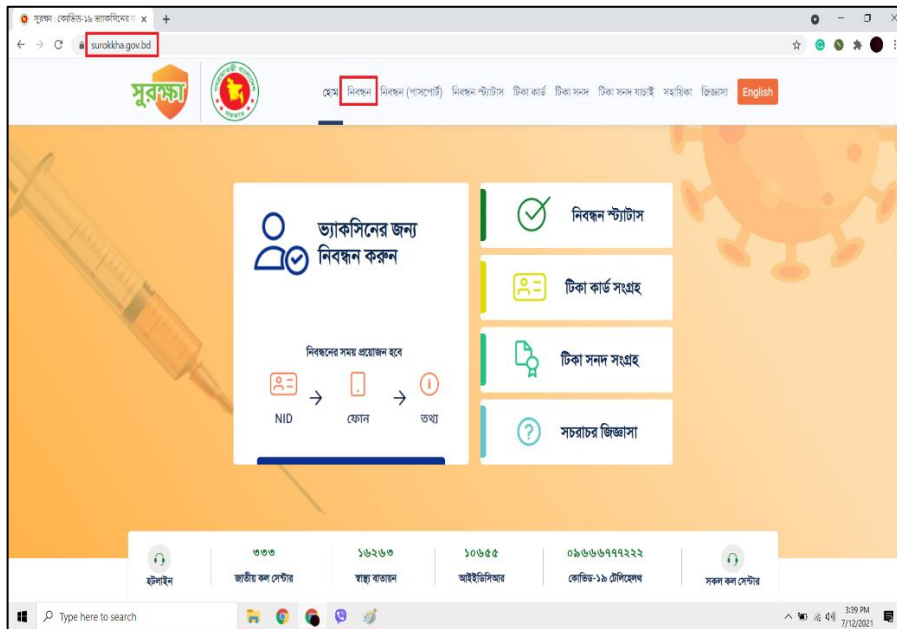 সুরক্ষা : কোভিড-১৯ ভ্যাকসিনের
surokkha.gov.bd
সুরক্ষা
হোম নিবন্ধন নিবন্ধন (পাসপোর্ট) নিবন্ধন স্ট্যাটাস টিকা কার্ড টিকা সনদ টিকা সনদ যাচাই সহায়িকা জিজ্ঞাসা English
ভ্যাকসিনের জন্য
নিবন্ধন করুন
নিবন্ধনের সময় প্রয়োজন হবে
NID ফোন তথ্য
নিবন্ধন স্ট্যাটাস
টিকা কার্ড সংগ্রহ
টিকা সনদ সংগ্রহ
সচরাচর জিজ্ঞাসা
৩৩৩ ১৬২৬৩ ১০৬৫৫ ০৯৬৬৬৭৭৭২২২
হটলাইন জাতীয় কল সেন্টার স্বাস্থ্য বাতায়ন আইইডিসিআর কোভিড-১৯ টেলিহেলথ সকল কল সেন্টার
Type here to search
3:39 PM
7/12/2021